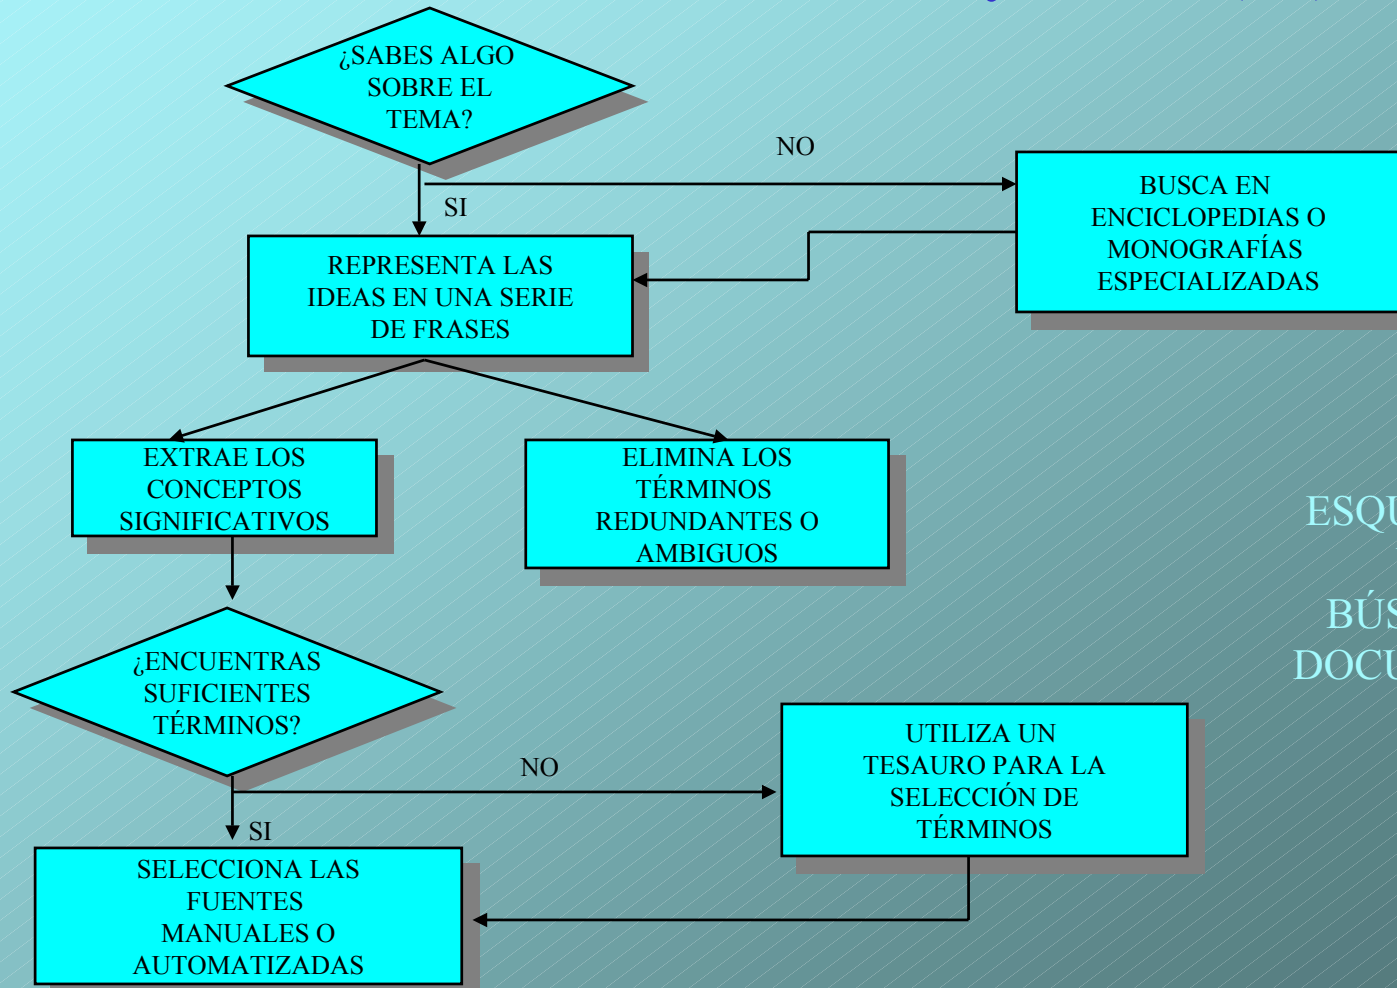 ¿SABES ALGO
SOBRE EL
TEMA?
NO
SI
BUSCA EN
ENCICLOPEDIAS O
MONOGRAFÍAS
ESPECIALIZADAS
REPRESENTA LAS
IDEAS EN UNA SERIE
DE FRASES
EXTRAE LOS
CONCEPTOS
SIGNIFICATIVOS
ELIMINA LOS
TÉRMINOS
REDUNDANTES O
AMBIGUOS
¿ENCUENTRAS
SUFICIENTES
TÉRMINOS?
NO
SI
UTILIZA UN
TESAURO PARA LA
SELECCIÓN DE
TÉRMINOS
SELECCIONA LAS
FUENTES
MANUALES O
AUTOMATIZADAS